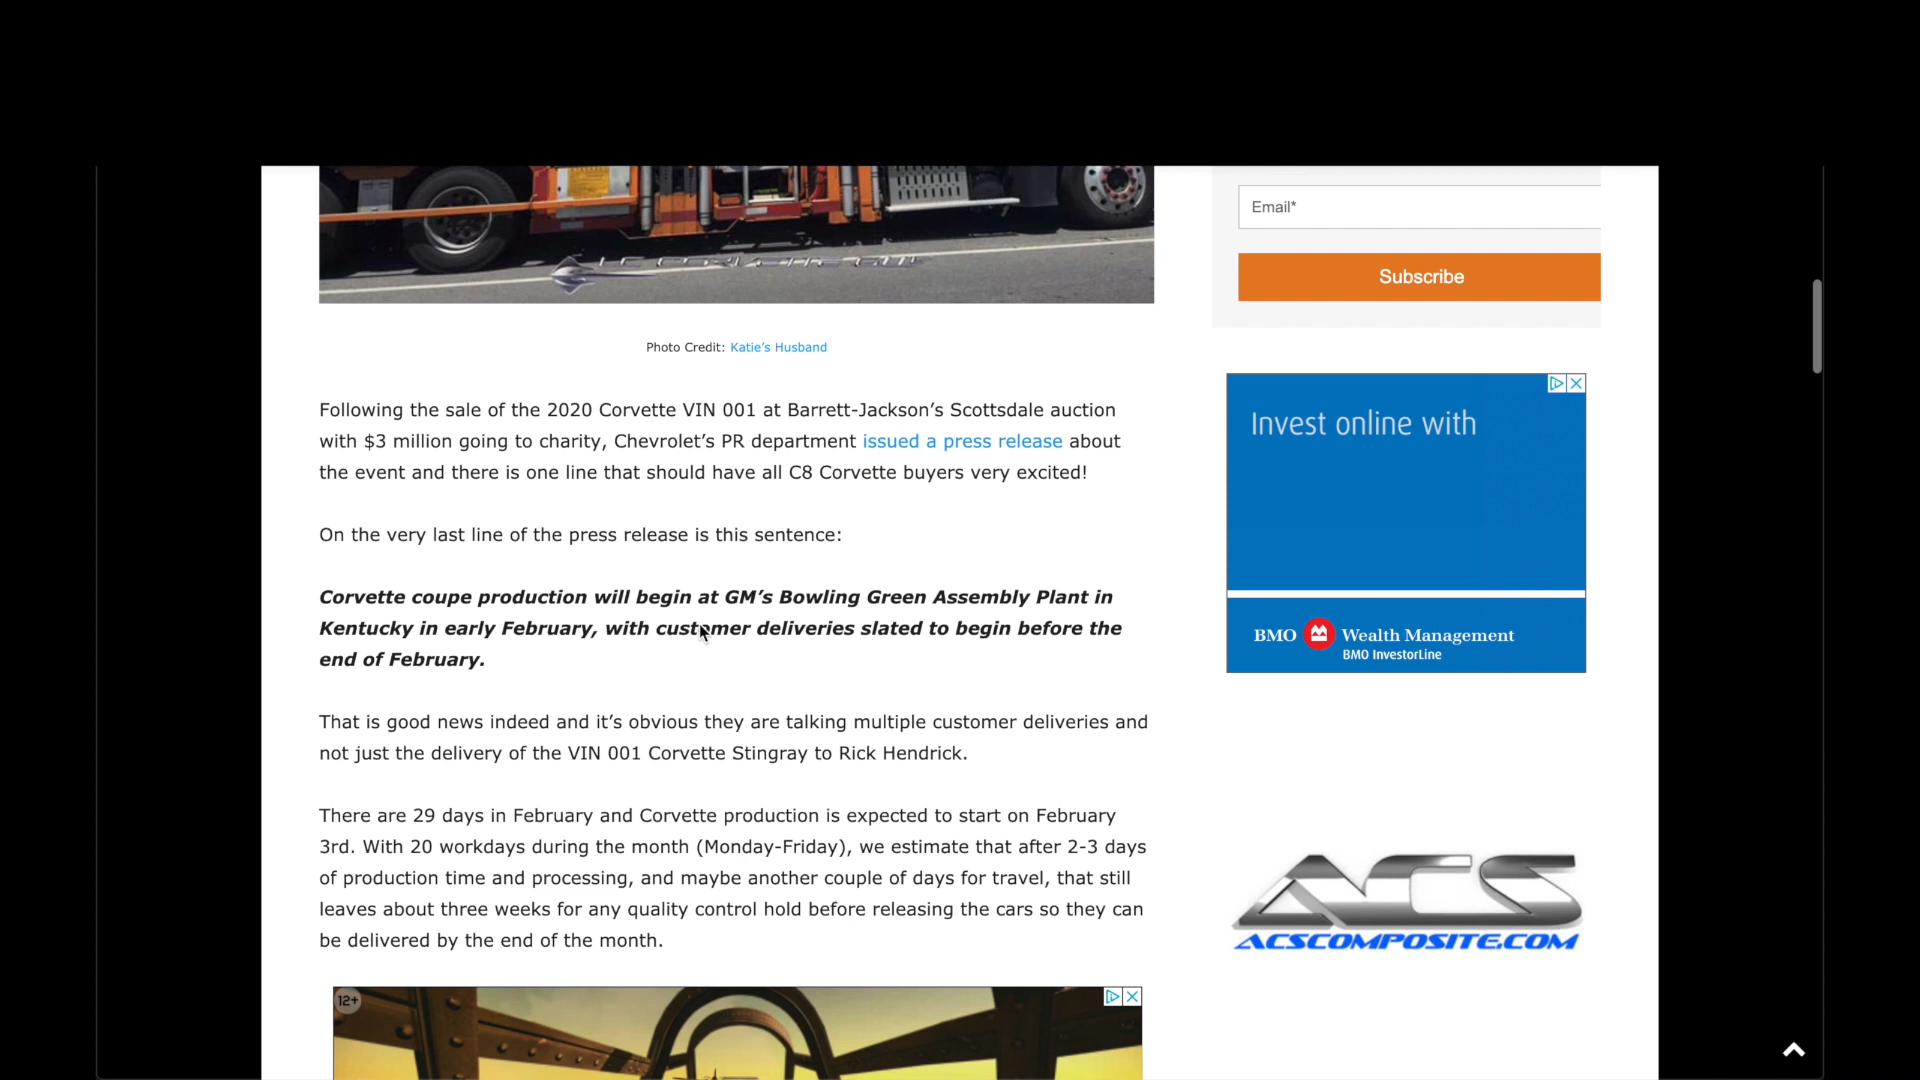 Email*
Subscribe
Photo Credit: Katie’s Husband
Following the sale of the 2020 Corvette VIN 001 at Barrett-Jackson’s Scottsdale auction
with $3 million going to charity, Chevrolet’s PR department issued a press release about
the event and there is one line that should have all C8 Corvette buyers very excited!
On the very last line of the press release is this sentence:
Corvette coupe production will begin at GM’s Bowling Green Assembly Plant in
Kentucky in early February, with customer deliveries slated to begin before the
end of February.
That is good news indeed and it’s obvious they are talking multiple customer deliveries and
not just the delivery of the VIN 001 Corvette Stingray to Rick Hendrick.
There are 29 days in February and Corvette production is expected to start on February
3rd. With 20 workdays during the month (Monday-Friday), we estimate that after 2-3 days
of production time and processing, and maybe another couple of days for travel, that still
leaves about three weeks for any quality control hold before releasing the cars so they can
be delivered by the end of the month.
12+
Invest online with
BMO Wealth Management
BMO InvestorLine
ACS
ACSCOMPOSITE.COM